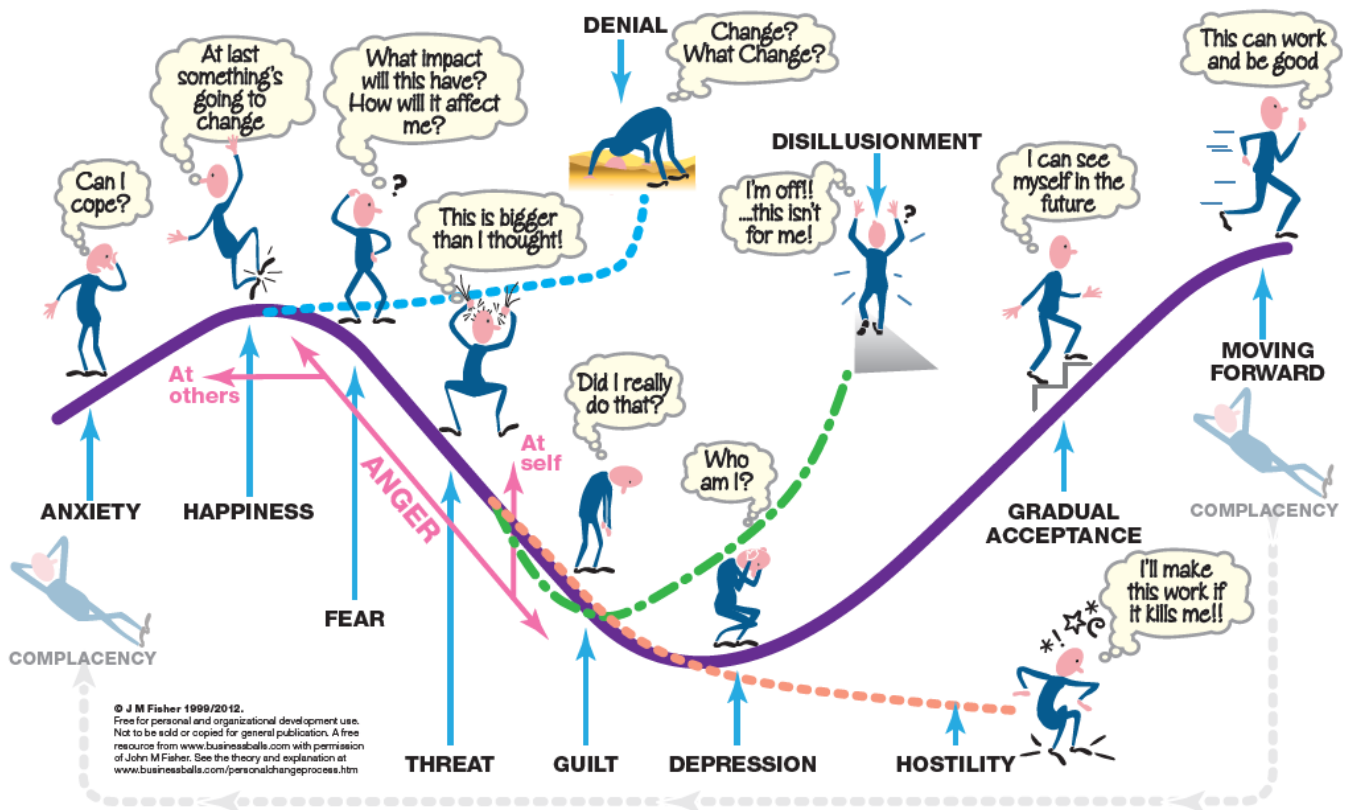 DENIAL
Change?
What Change?
This can work
and be good
At last
something's
going to
change
What impact
will this have?
How will it affect
me?
?
DISILLUSIONMENT
Can I
cope?
This is bigger
than I thought!
I'm off!!
....this isn't
for me!
?
I can see
myself in the
future
At
others
Did I really
do that?
MOVING
FORWARD
At
self
Who
am I?
ANGER
ANXIETY
HAPPINESS
GRADUAL
ACCEPTANCE
COMPLACENCY
I'll make
this work if
it kills me!!
FEAR
*!
*
COMPLACENCY
© J M Fisher 1999/2012.
Free for personal and organizational development use.
Not to be sold or copied for general publication. A free
resource from www.businessballs.com with permission
of John M Fisher. See the theory and explanation at
www.businessballs.com/personalchangeprocess.htm
THREAT
GUILT
DEPRESSION
HOSTILITY